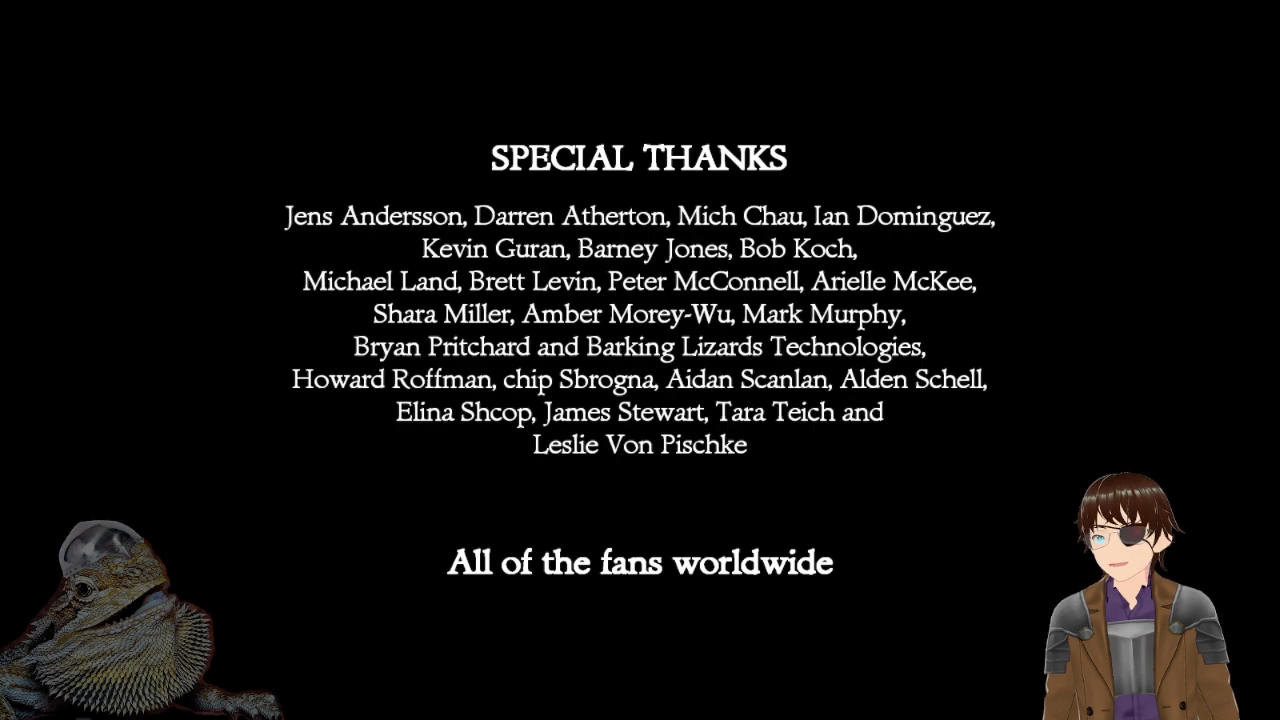 SPECIAL THANKS
Jens Andersson, Darren Atherton, Mich Chau, Ian Dominguez,
Kevin Guran, Barney Jones, Bob Koch,
Michael Land, Brett Levin, Peter McConnell, Arielle McKee,
Shara Miller, Amber Morey-Wu, Mark Murphy,
Bryan Pritchard and Barking Lizards Technologies,
Howard Roffman, chip Sbrogna, Aidan Scanlan, Alden Schell,
Elina Shcop, James Stewart, Tara Teich and
Leslie Von Pischke
All of the fans worldwide